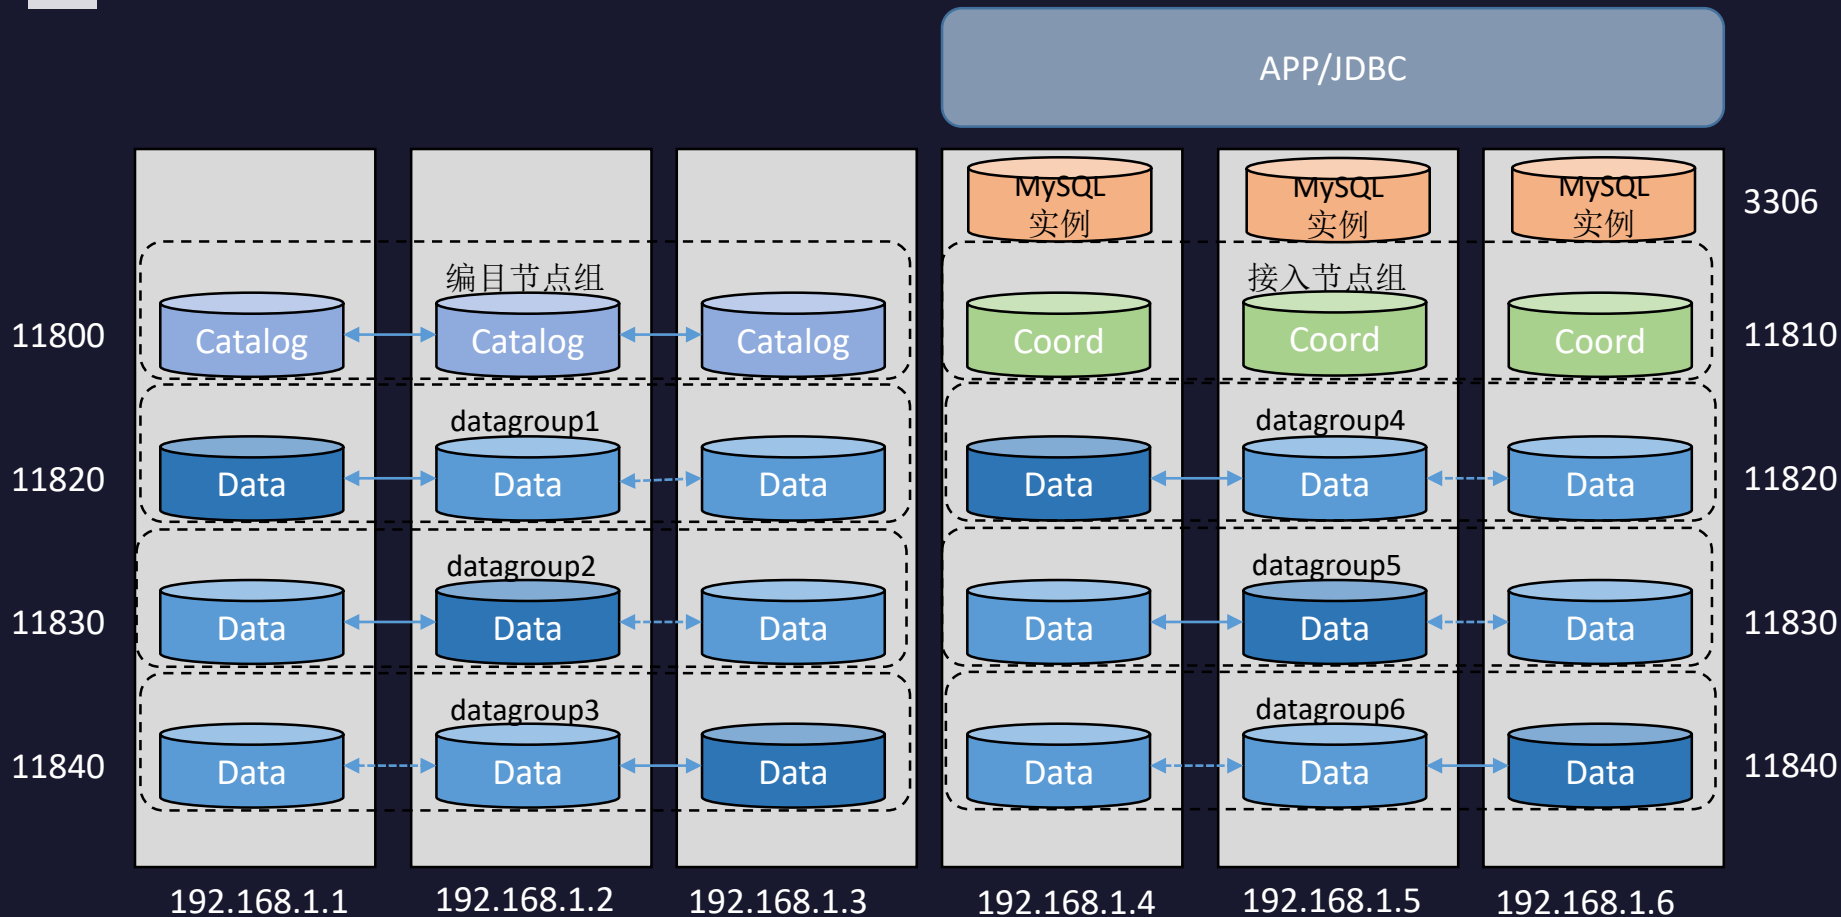 APP/JDBC
MySQL
实例
MySQL
实例
MySQL
实例
3306
编目节点组
接入节点组
11800
Catalog
Catalog
Catalog
Coord
Coord
Coord
11810
datagroup1
datagroup4
11820
Data
Data
Data
Data
Data
Data
11820
datagroup2
datagroup5
11830
Data
Data
Data
Data
Data
Data
11830
datagroup3
datagroup6
11840
Data
Data
Data
Data
Data
Data
11840
192.168.1.1
192.168.1.2
192.168.1.3
192.168.1.4
192.168.1.5
192.168.1.6